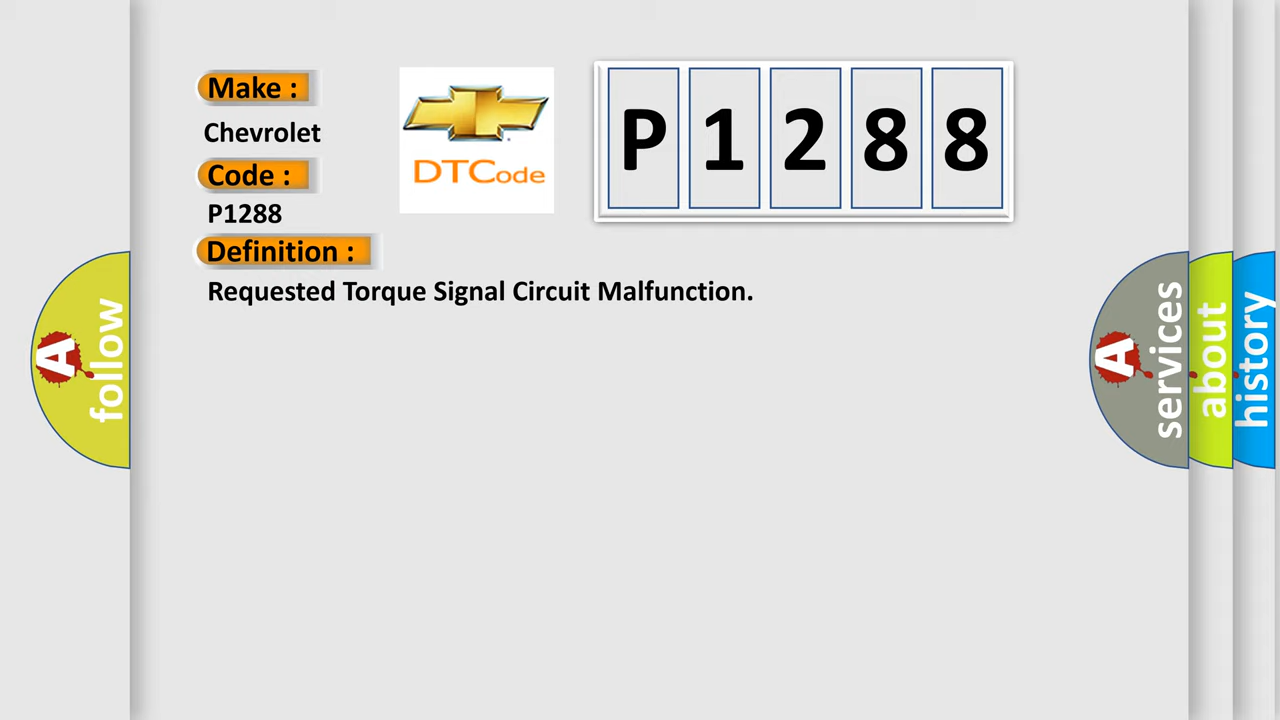 Make :
Chevrolet
Code :
P1288
Definition :
Requested Torque Signal Circuit Malfunction.
DTCode
P 1 2 8 8
A follow
A services
about
history